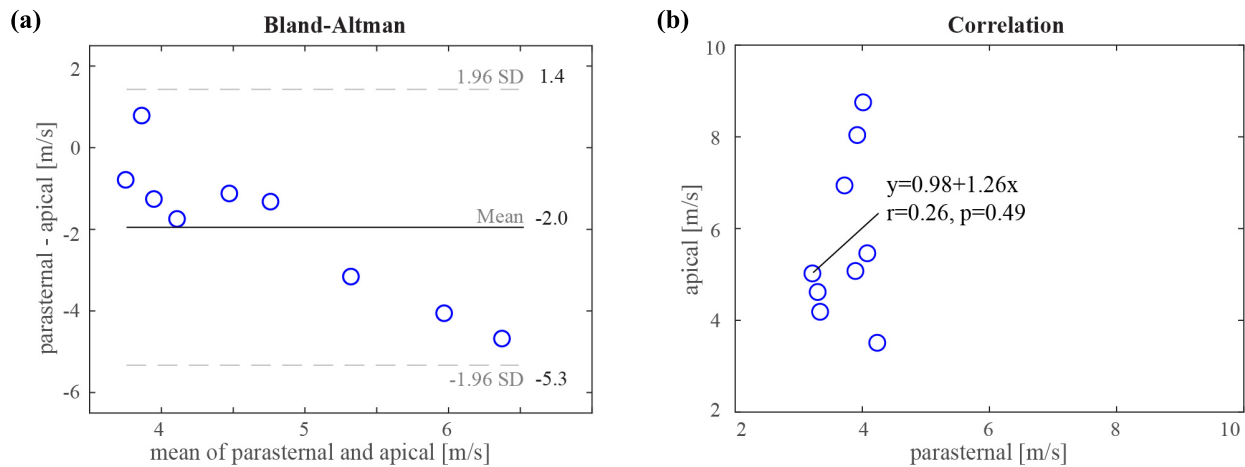 (a)
Bland-Altman
2
0
-2
-4
-6
parasternal - apical [m/s]
1.96 SD 1.4
Mean -2.0
-1.96 SD -5.3
4 5 6
mean of parasternal and apical [m/s]
(b)
Correlation
10
8
6
4
2
apical [m/s]
y=0.98+1.26x
r=0.26, p=0.49
2 4 6 8 10
parasternal [m/s]